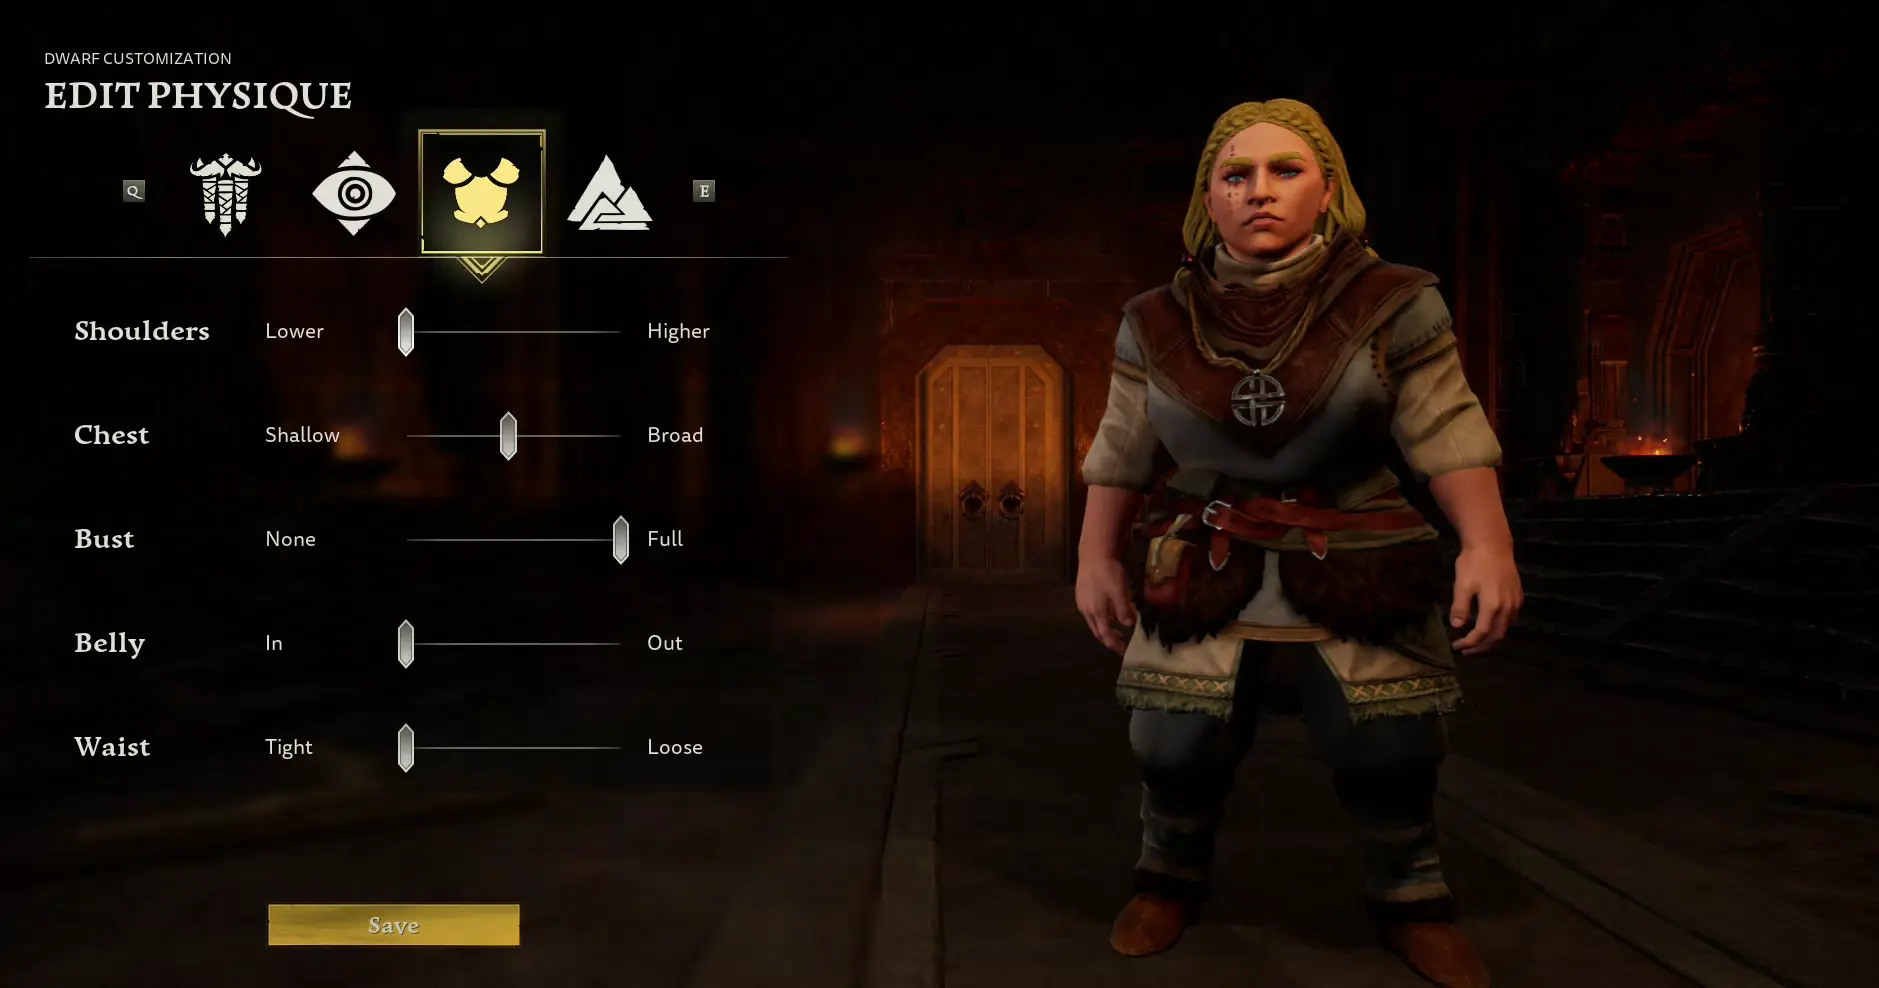 DWARF CUSTOMIZATION
EDIT PHYSIQUE
Q
E
Shoulders Lower Higher
Chest Shallow Broad
Bust None Full
Belly In Out
Waist Tight Loose
Save